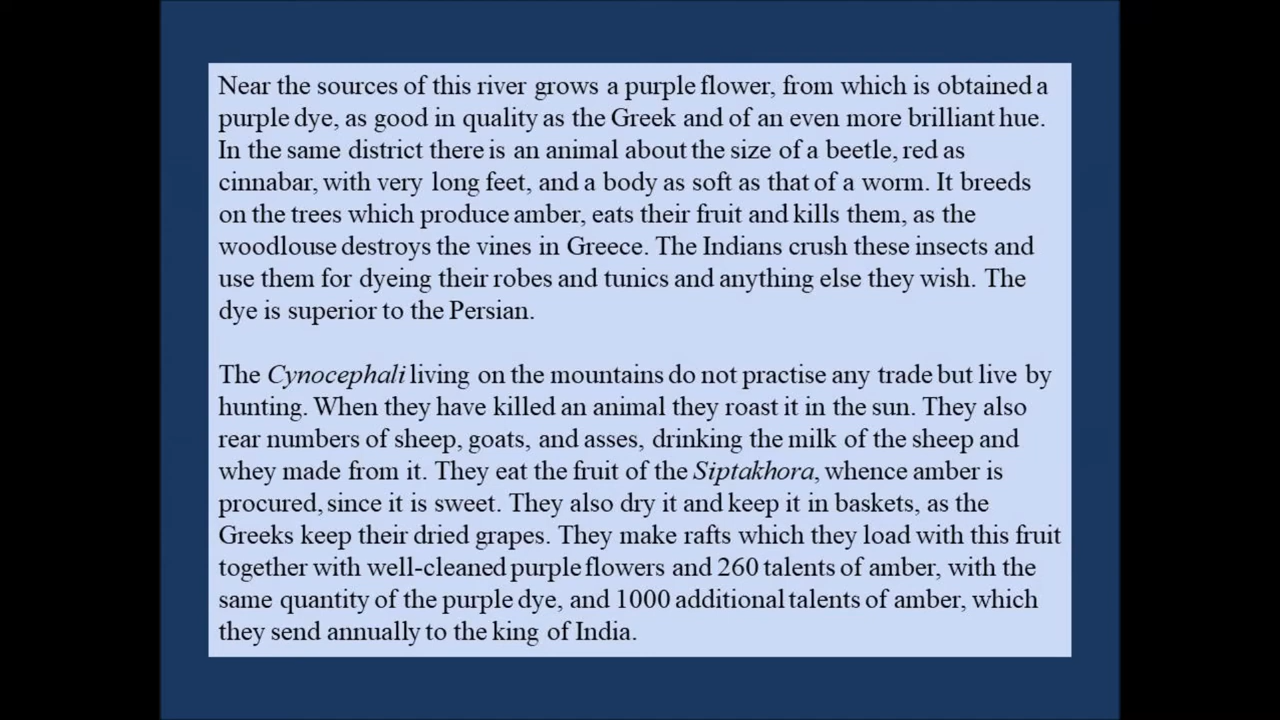 Near the sources of this river grows a purple flower, from which is obtained a
purple dye, as good in quality as the Greek and of an even more brilliant hue.
In the same district there is an animal about the size of a beetle, red as
cinnabar, with very long feet, and a body as soft as that of a worm. It breeds
on the trees which produce amber, eats their fruit and kills them, as the
woodlouse destroys the vines in Greece. The Indians crush these insects and
use them for dyeing their robes and tunics and anything else they wish. The
dye is superior to the Persian.
The Cynocephali living on the mountains do not practise any trade but live by
hunting. When they have killed an animal they roast it in the sun. They also
rear numbers of sheep, goats, and asses, drinking the milk of the sheep and
whey made from it. They eat the fruit of the Siptakhora, whence amber is
procured, since it is sweet. They also dry it and keep it in baskets, as the
Greeks keep their dried grapes. They make rafts which they load with this fruit
together with well-cleaned purple flowers and 260 talents of amber, with the
same quantity of the purple dye, and 1000 additional talents of amber, which
they send annually to the king of India.